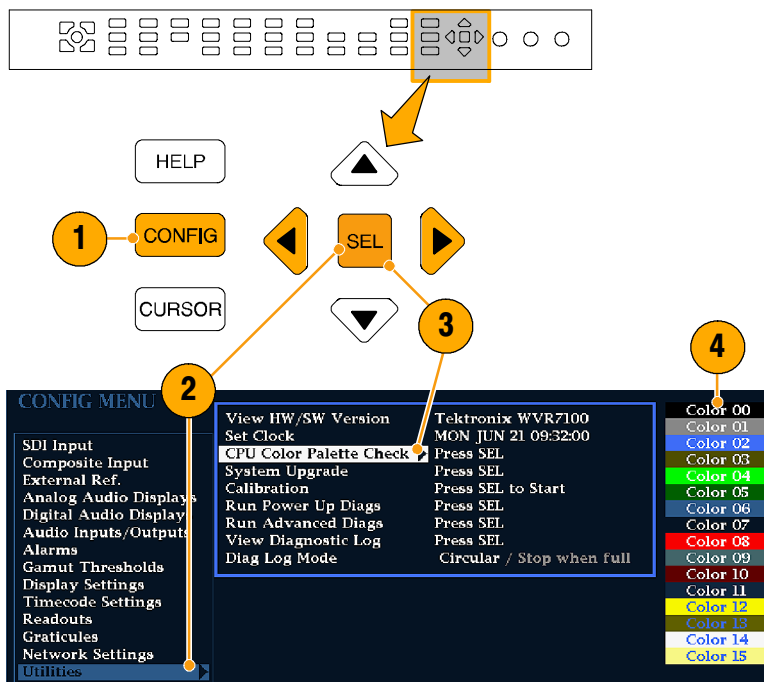 HELP
1
CONFIG
SEL
CURSOR
2
3
4
CONFIG MENU
SDI Input
Composite Input
External Ref.
Analog Audio Displays
Digital Audio Display
Audio Inputs/Outputs
Alarms
Gamut Thresholds
Display Settings
Timecode Settings
Readouts
Graticules
Network Settings
Utilities
View HW/SW Version Tektronix WVR7100
Set Clock MON JUN 21 09:32:00
CPU Color Palette Check Press SEL
System Upgrade Press SEL
Calibration Press SEL to Start
Run Power Up Diags Press SEL
Run Advanced Diags Press SEL
View Diagnostic Log Press SEL
Diag Log Mode Circular / Stop when full
Color 00
Color 01
Color 02
Color 03
Color 04
Color 05
Color 06
Color 07
Color 08
Color 09
Color 10
Color 11
Color 12
Color 13
Color 14
Color 15